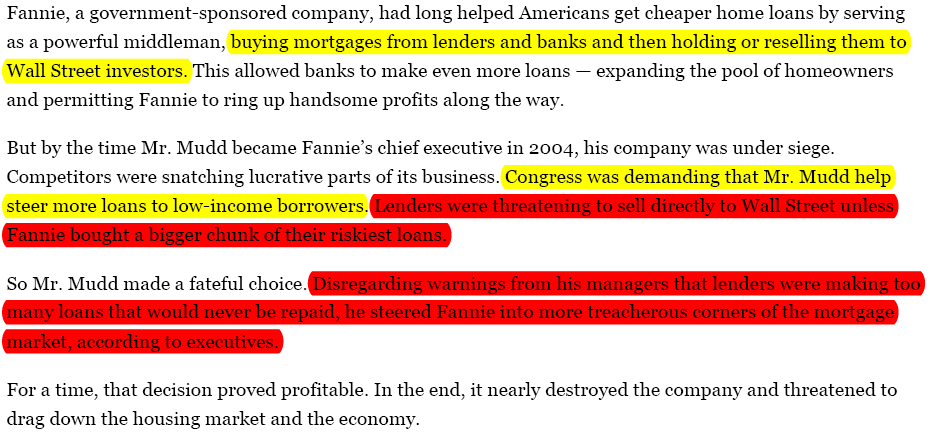 Fannie, a government-sponsored company, had long helped Americans get cheaper home loans by serving
as a powerful middleman, buying mortgages from lenders and banks and then holding or reselling them to
Wall Street investors. This allowed banks to make even more loans — expanding the pool of homeowners
and permitting Fannie to ring up handsome profits along the way.
But by the time Mr. Mudd became Fannie’s chief executive in 2004, his company was under siege.
Competitors were snatching lucrative parts of its business. Congress was demanding that Mr. Mudd help
steer more loans to low-income borrowers. Lenders were threatening to sell directly to Wall Street unless
Fannie bought a bigger chunk of their riskiest loans.
So Mr. Mudd made a fateful choice. Disregarding warnings from his managers that lenders were making too
many loans that would never be repaid, he steered Fannie into more treacherous corners of the mortgage
market, according to executives.
For a time, that decision proved profitable. In the end, it nearly destroyed the company and threatened to
drag down the housing market and the economy.